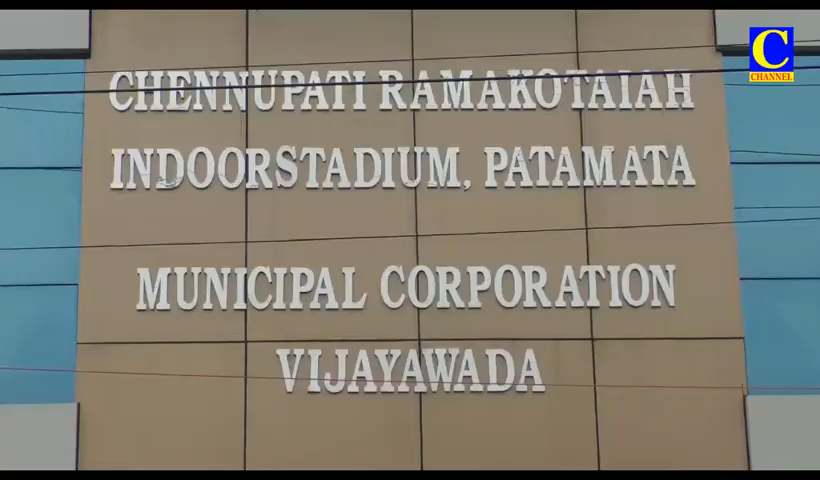 C
CHANNEL
CHENNUPATI RAMAKOTAIAH
INDOORSTADIUM, PATAMATA
MUNICIPAL CORPORATION
VIJAYAWADA